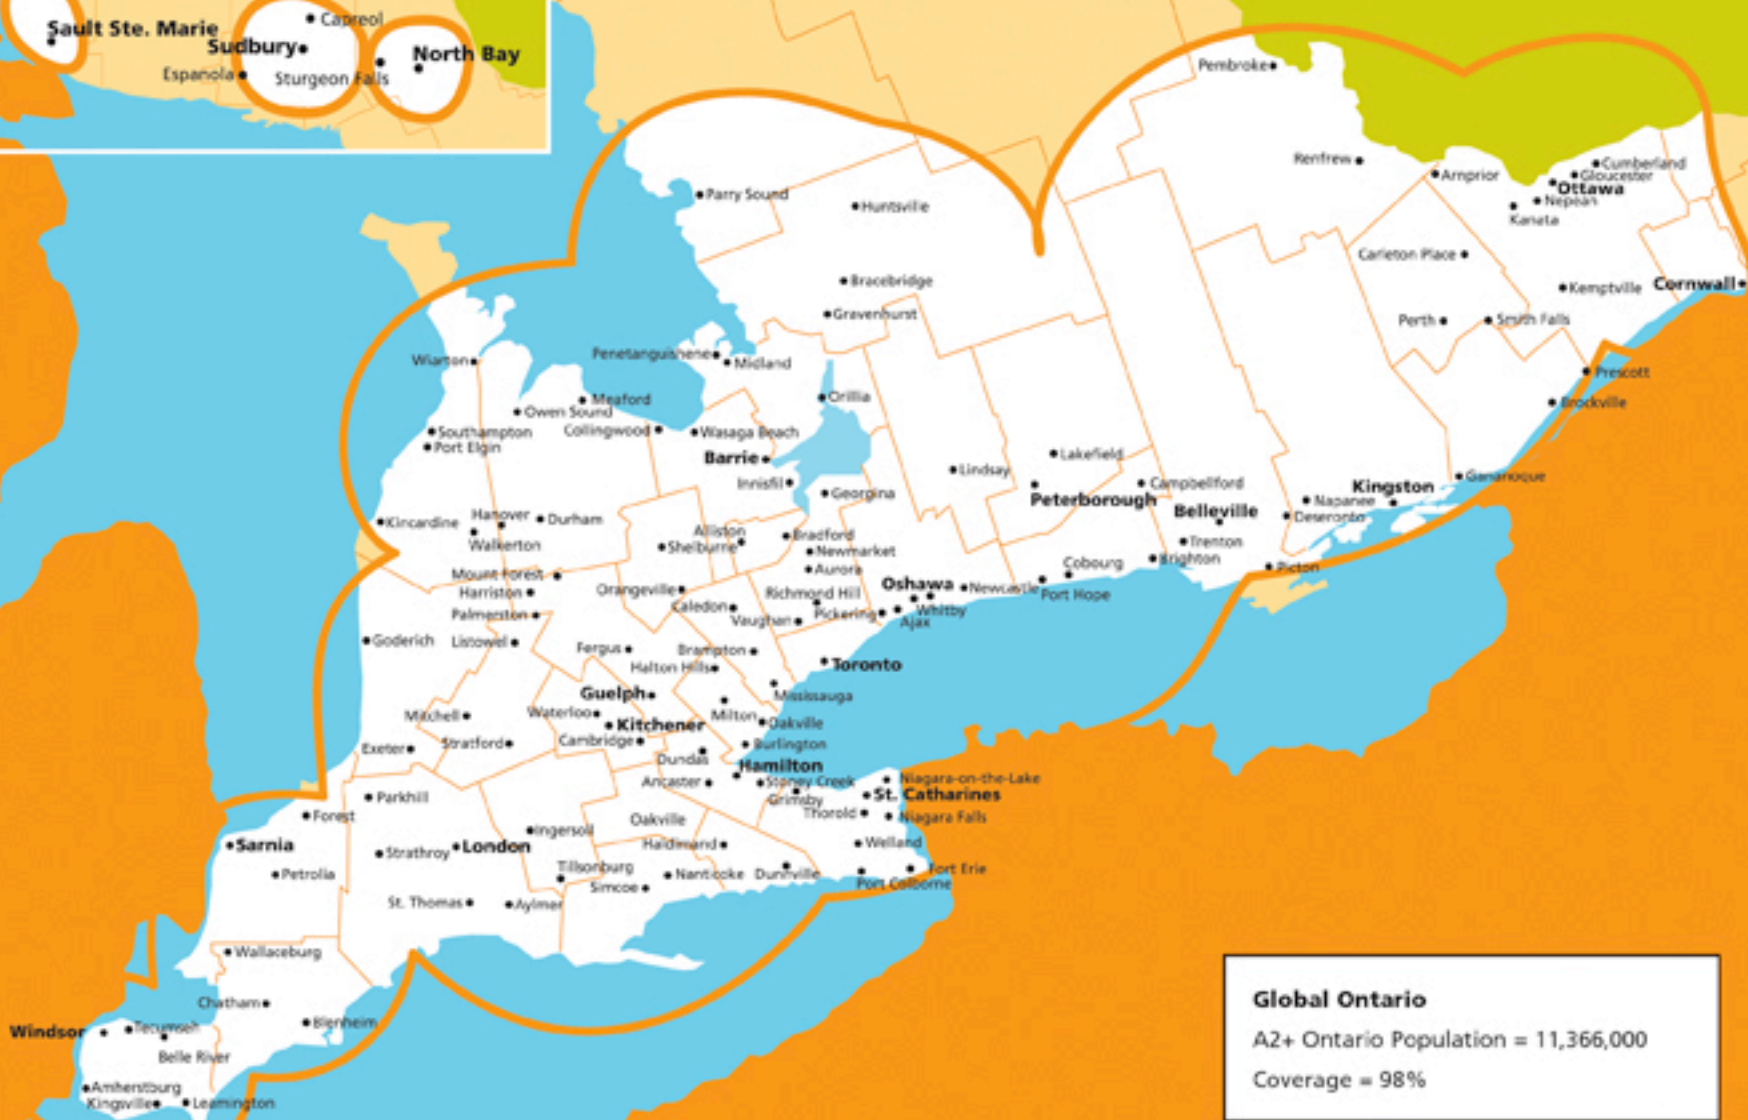 Capreol
Sault Ste. Marie
Sudbury
North Bay
Espanola
Sturgeon Falls
Pembroke
Renfrew
Cumberland
Arnprior
Gloucester
Ottawa
Nepean
Kanata
Parry Sound
Huntsville
Carleton Place
Bracebridge
Kemptville
Cornwall
Gravenhurst
Perth
Smith Falls
Penetanguishene
Midland
Wiarton
Prescott
Meaford
Orillia
Brockville
Owen Sound
Southampton
Collingwood
Wasaga Beach
Port Elgin
Barrie
Lakefield
Lindsay
Innisfil
Georgina
Campbellford
Gananoque
Kingston
Peterborough
Napanee
Belleville
Deseronto
Kincardine
Hanover
Durham
Alliston
Bradford
Trenton
Walkerton
Shelburne
Newmarket
Brighton
Aurora
Cobourg
Picton
Mount Forest
Oshawa
Newcastle
Port Hope
Harriston
Orangeville
Richmond Hill
Caledon
Pickering
Whitby
Palmerston
Vaughan
Ajax
Goderich
Listowel
Fergus
Brampton
Halton Hills
Toronto
Guelph
Mississauga
Mitchell
Waterloo
Milton
Oakville
Kitchener
Exeter
Stratford
Cambridge
Burlington
Dundas
Hamilton
Ancaster
Stoney Creek
Niagara-on-the-Lake
Parkhill
Grimsby
St. Catharines
Forest
Oakville
Thorold
Niagara Falls
Ingersoll
Sarnia
Strathroy
London
Haldimand
Welland
Petrolia
Tillsonburg
Nanticoke
Dunnville
Fort Erie
Simcoe
Port Colborne
St. Thomas
Aylmer
Wallaceburg
Chatham
Blenheim
Windsor
Tecumseh
Belle River
Amherstburg
Kingsville
Leamington
Global Ontario
A2+ Ontario Population = 11,366,000
Coverage = 98%